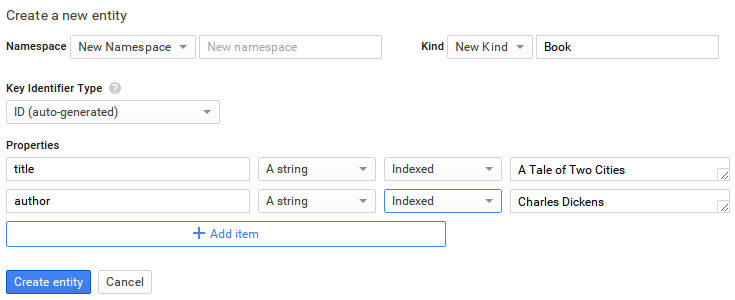 Create a new entity
Namespace New Namespace New namespace Kind New Kind Book
Key Identifier Type ?
ID (auto-generated)
Properties
title A string Indexed A Tale of Two Cities
author A string Indexed Charles Dickens
+ Add item
Create entity Cancel